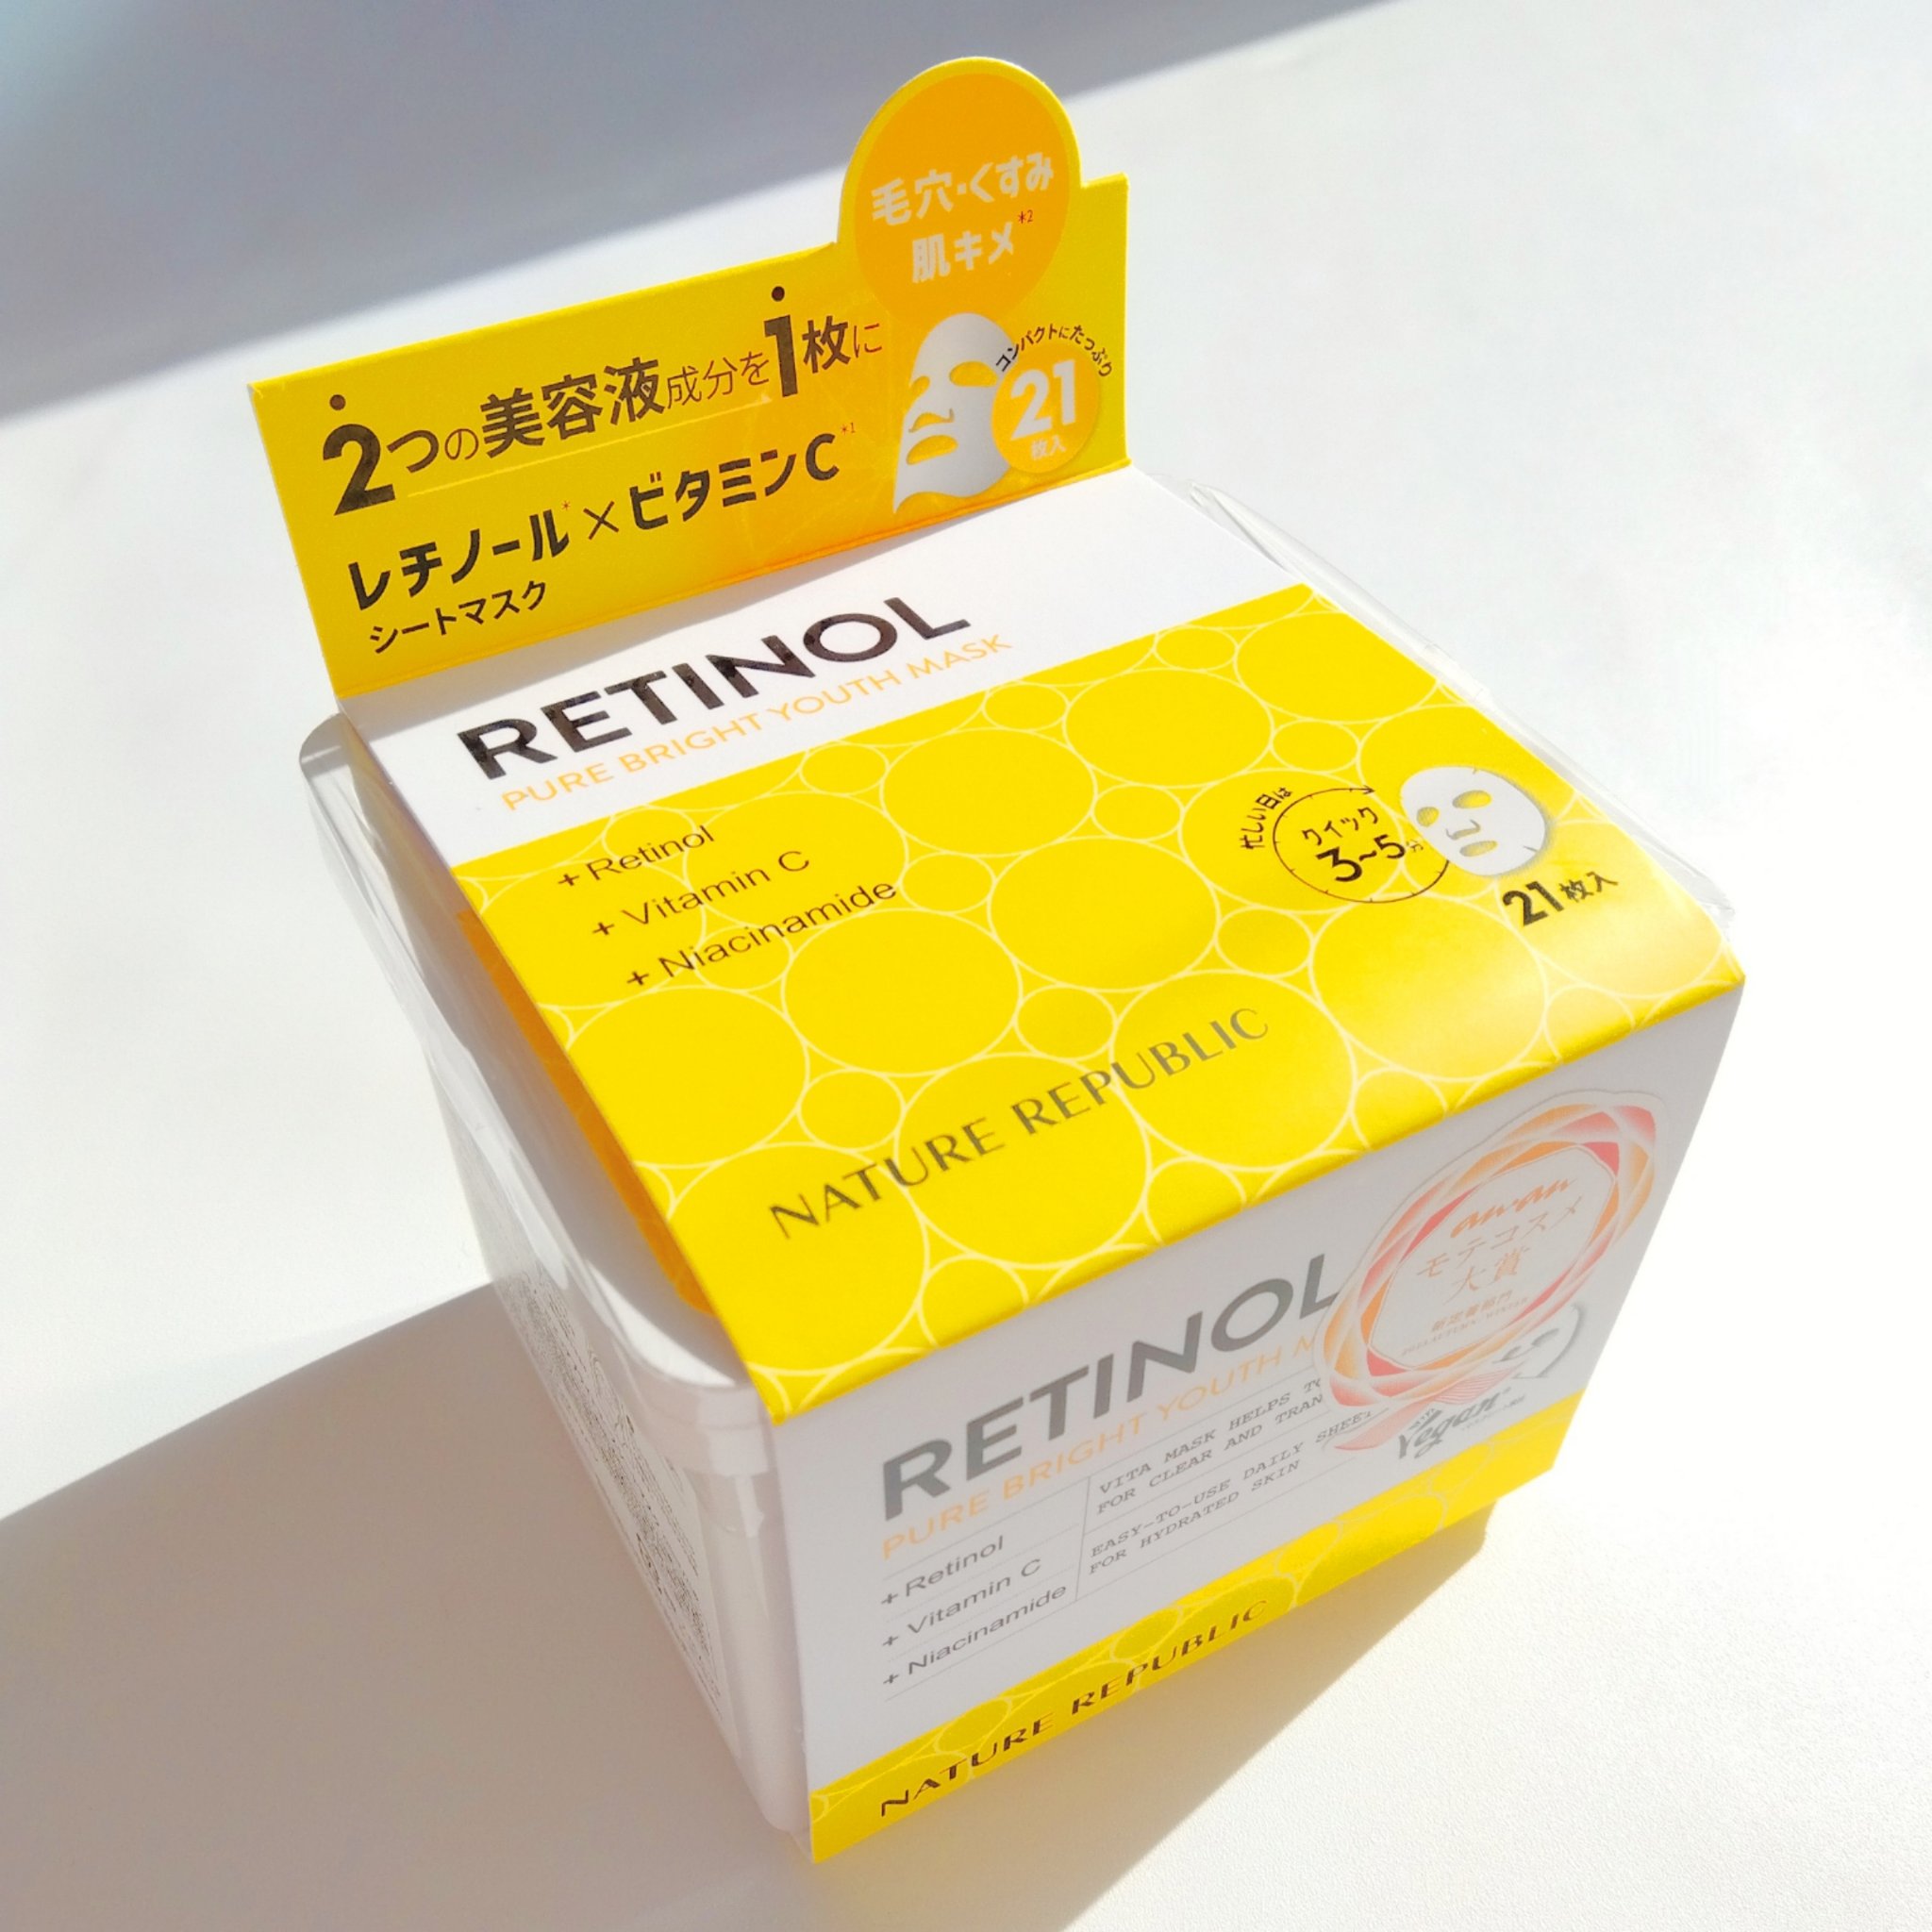 毛穴・くすみ
肌キメ*2
2つの美容液成分を1枚に
レチノール*×ビタミンC*1
シートマスク
コンパクトにたっぷり
21
枚入
RETINOL
PURE BRIGHT YOUTH MASK
+ Retinol
+ Vitamin C
+ Niacinamide
忙しい日は
クイック
3~5分
21枚入
NATURE REPUBLIC
RETINOL
PURE BRIGHT YOUTH M
+ Retinol
+ Vitamin C
+ Niacinamide
VITA MASK HELPS TO
FOR CLEAR AND TRAN
EASY-TO-USE DAILY SHEET
FOR HYDRATED SKIN
awan
モテコスメ
大賞
Vegan
NATURE REPUBLIC